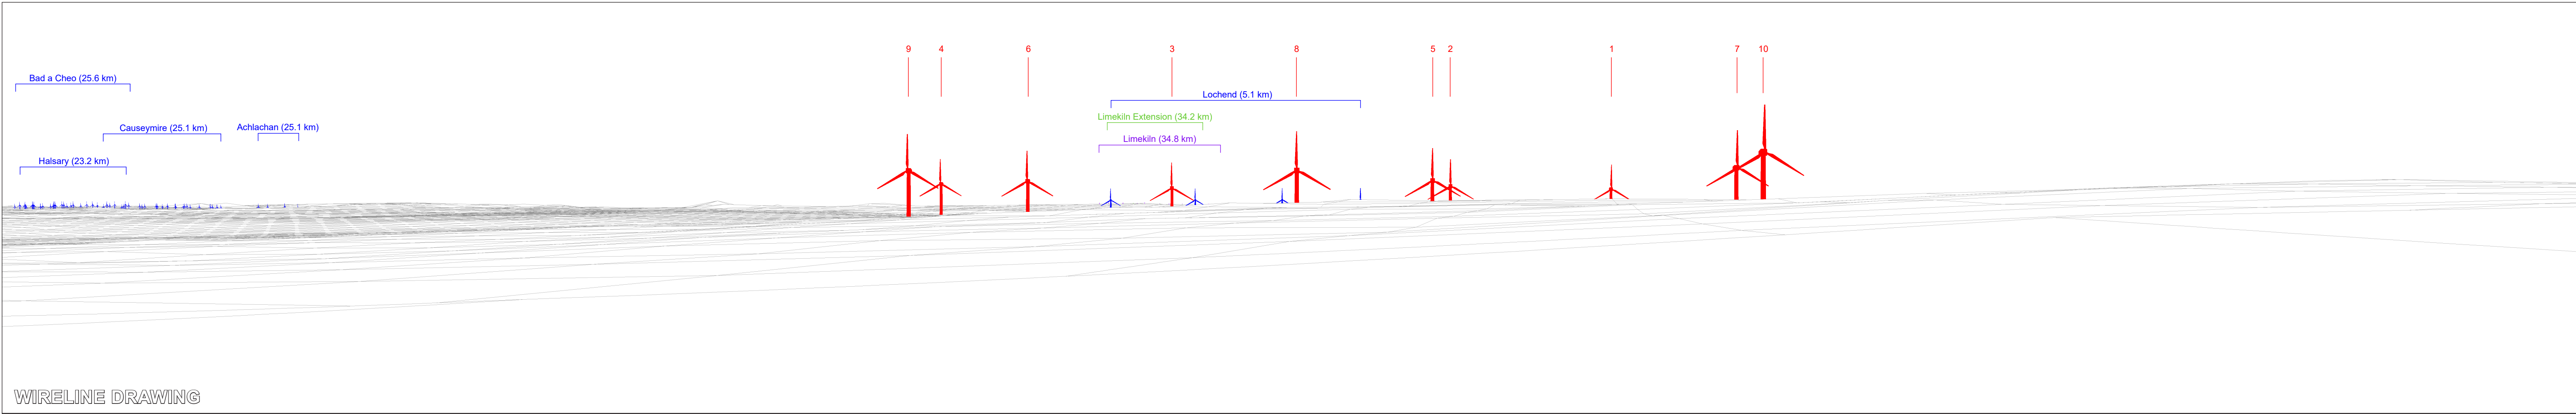 9 4 6 3 8 5 2 1 7 10
Bad a Cheo (25.6 km)
Lochend (5.1 km)
Limekiln Extension (34.2 km)
Causeymire (25.1 km) Achlachan (25.1 km)
Limekiln (34.8 km)
Halsary (23.2 km)
WIRELINE DRAWING